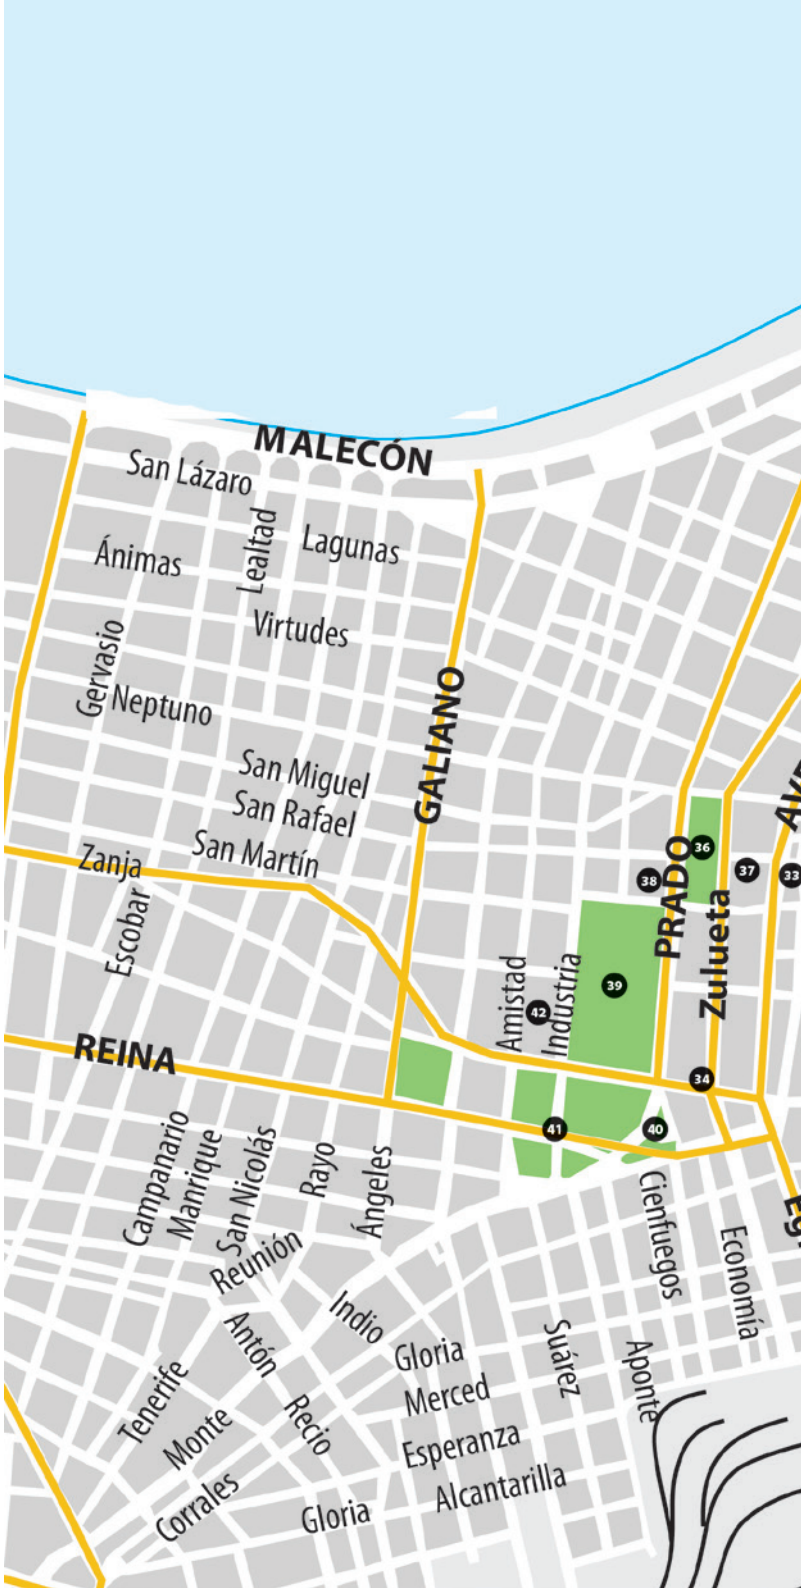 MALECÓN
San Lázaro
Lealtad
Lagunas
Ánimas
Virtudes
Gervasio
Neptuno
GALIANO
San Miguel
San Rafael
San Martín
Zanja
Escobar
36
PRADO
37
38
33
Zulueta
39
Amistad
42
Industria
REINA
34
41
40
Campanario
Manrique
San Nicolás
Rayo
Ángeles
Reunión
Cienfuegos
Economía
Indio
Antón
Recio
Gloria
Suárez
Aponte
Merced
Tenerife
Monte
Esperanza
Alcantarilla
Corrales
Gloria
AVE
Eg